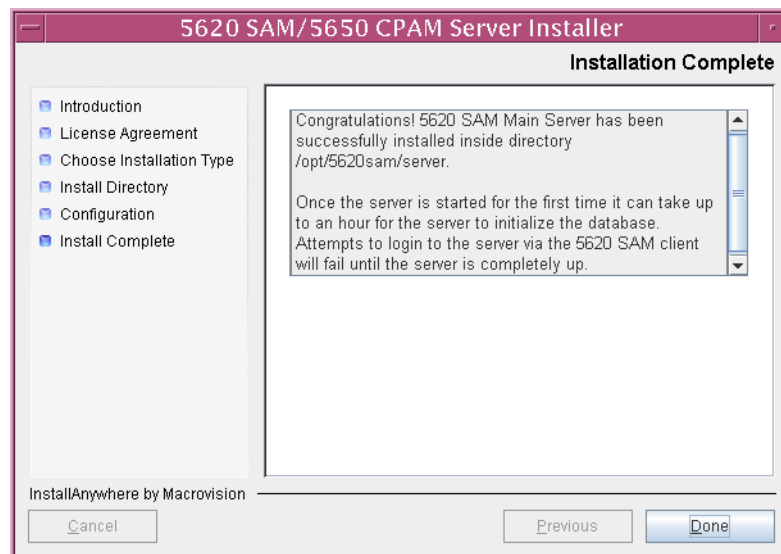 5620 SAM/5650 CPAM Server Installer
Installation Complete
Introduction
License Agreement
Choose Installation Type
Install Directory
Configuration
Install Complete
Congratulations! 5620 SAM Main Server has been
successfully installed inside directory
/opt/5620sam/server.
Once the server is started for the first time it can take up
to an hour for the server to initialize the database.
Attempts to login to the server via the 5620 SAM client
will fail until the server is completely up.
InstallAnywhere by Macrovision
Cancel
Previous
Done